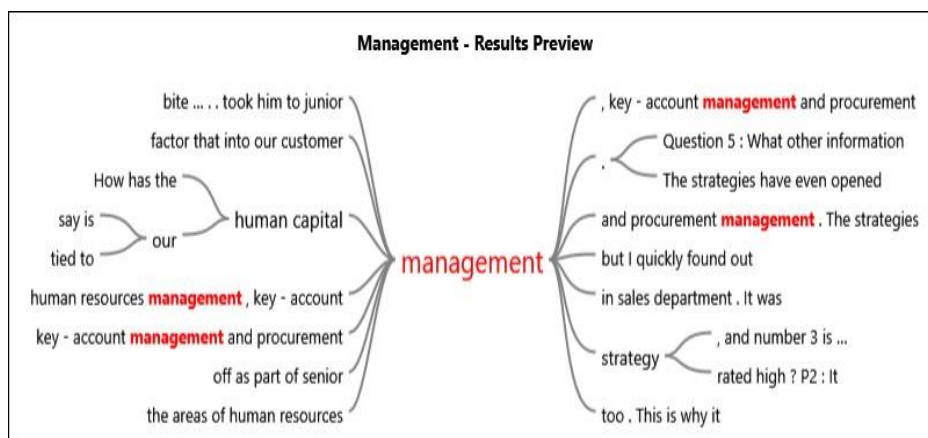 Management - Results Preview
bite ... . . took him to junior
factor that into our customer
How has the
say is
tied to
our
human capital
human resources management , key - account
key - account management and procurement
off as part of senior
the areas of human resources
management
, key - account management and procurement
.
Question 5 : What other information
The strategies have even opened
and procurement management . The strategies
but I quickly found out
in sales department . It was
strategy
, and number 3 is ...
rated high ? P2 : It
too . This is why it